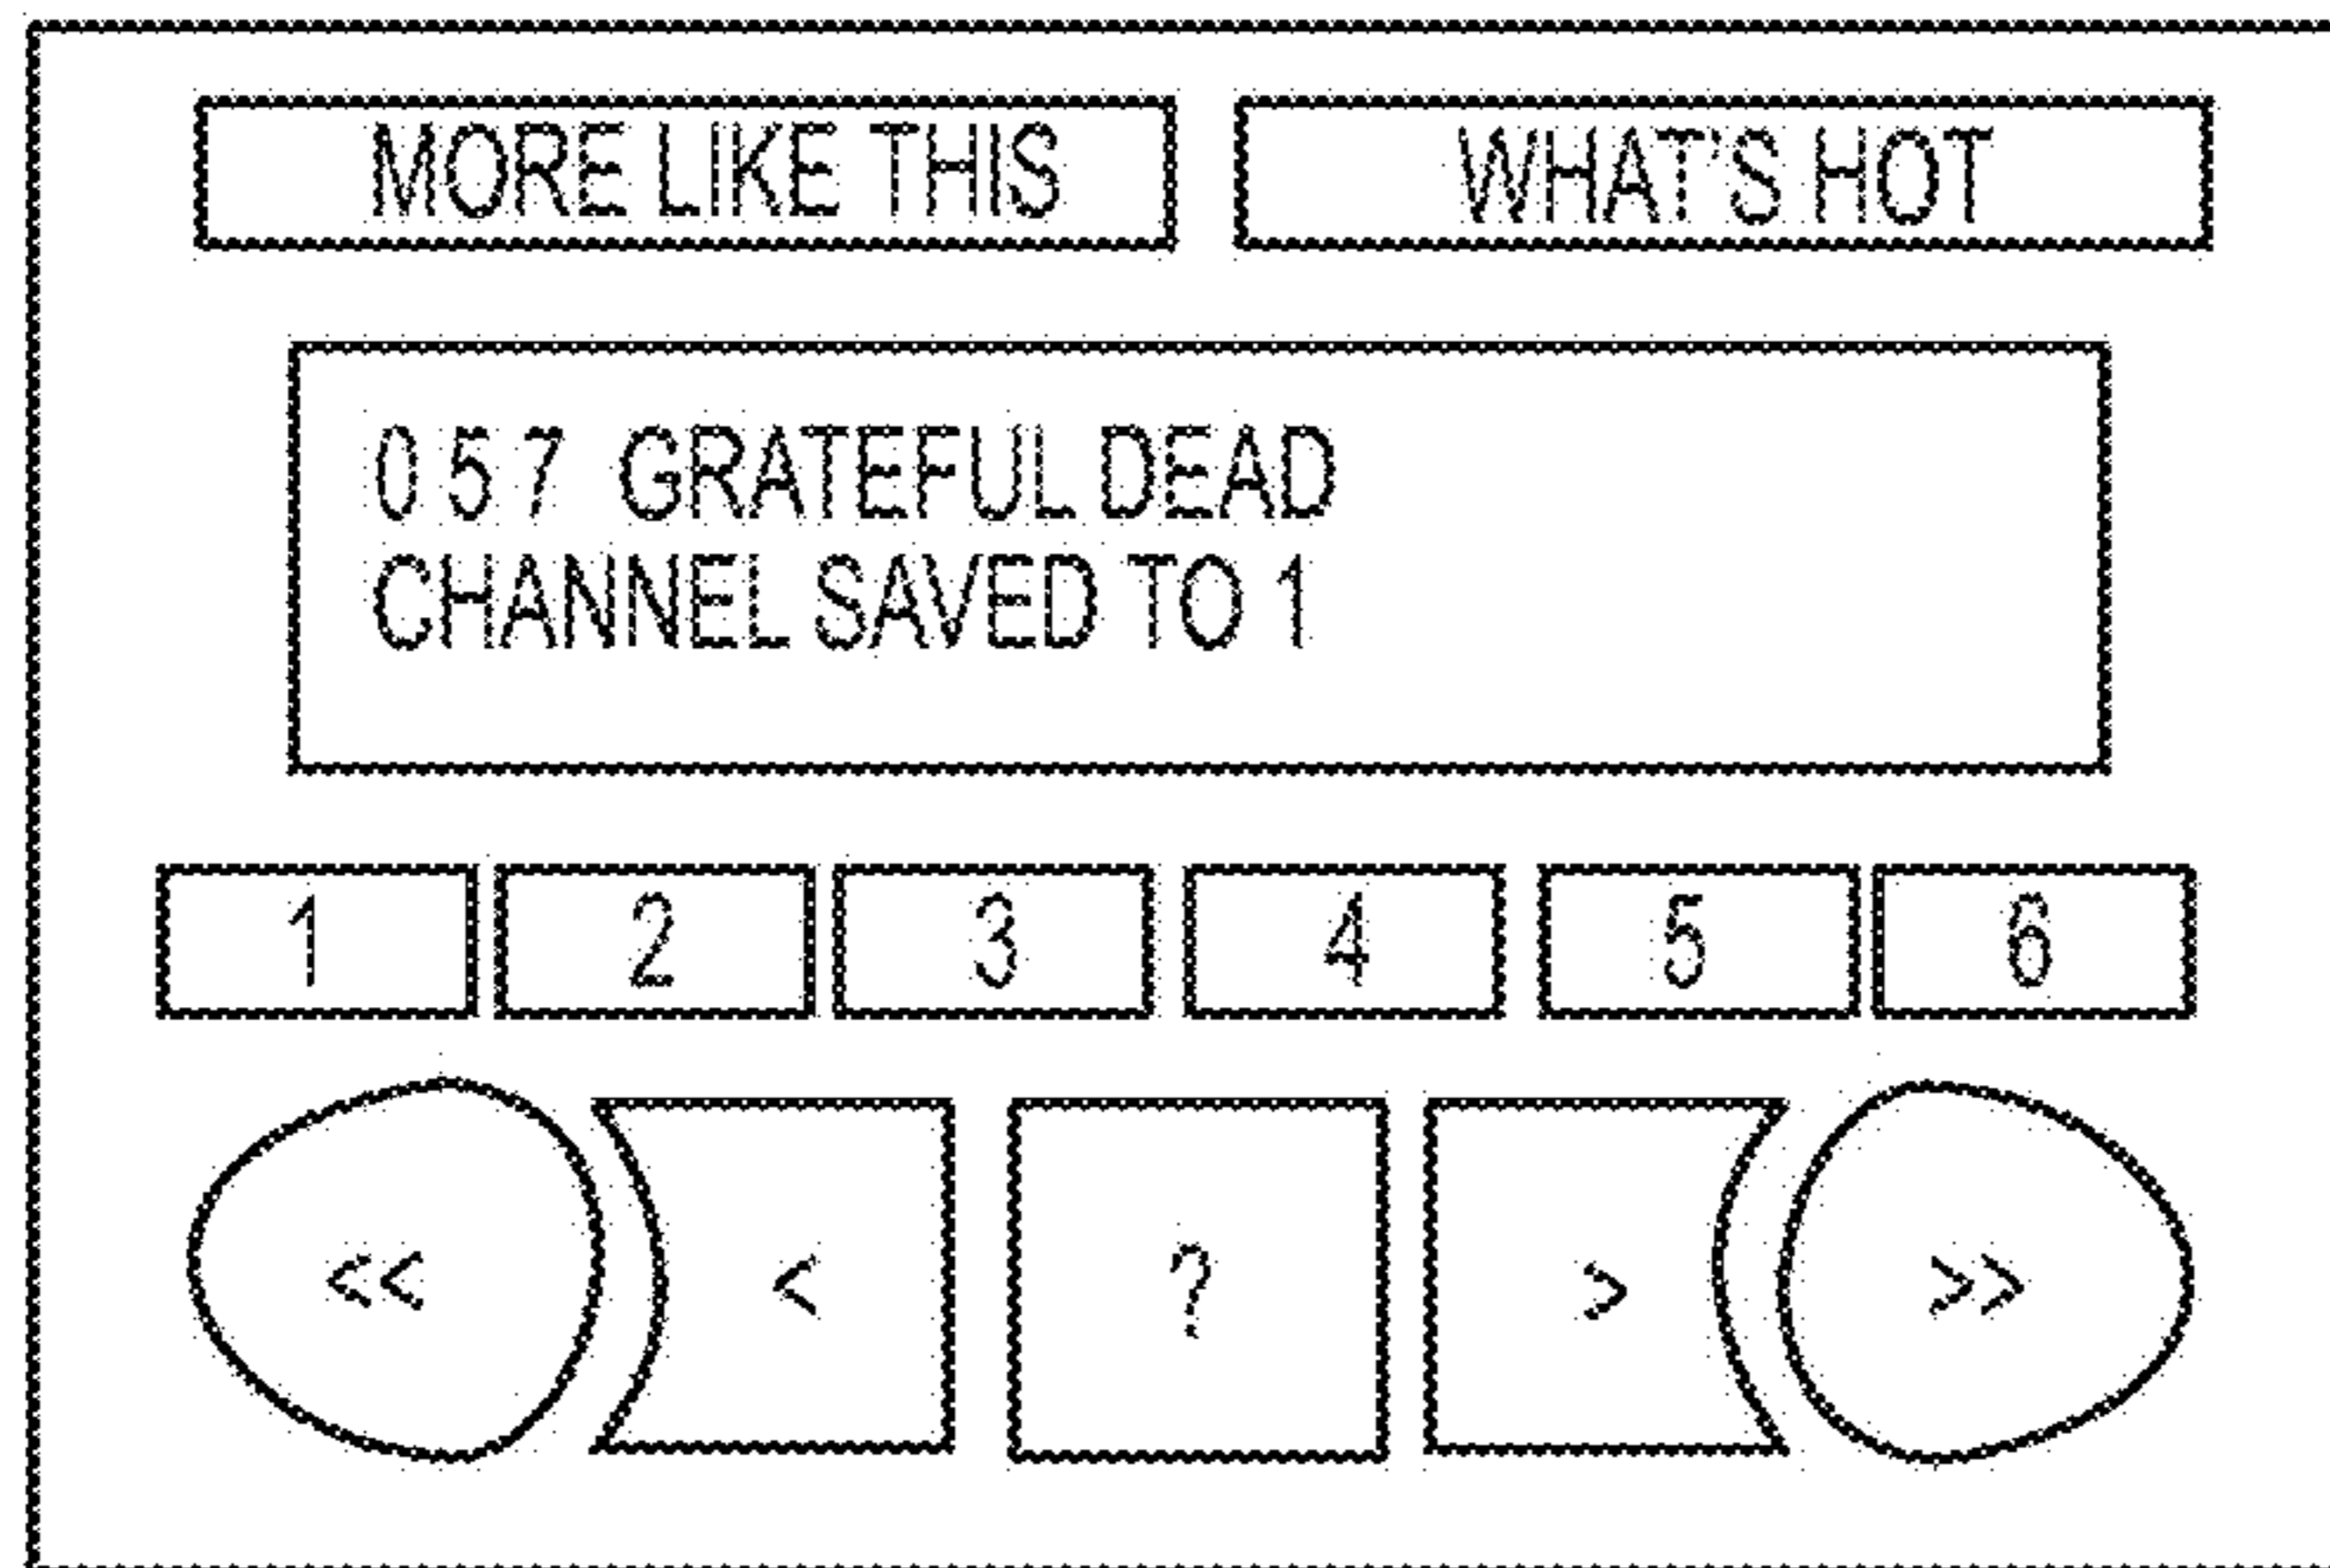 MORE LIKE THIS WHAT'S HOT
0 5 7 GRATEFUL DEAD
CHANNEL SAVED TO 1
1 2 3 4 5 6
<< < ? > >>